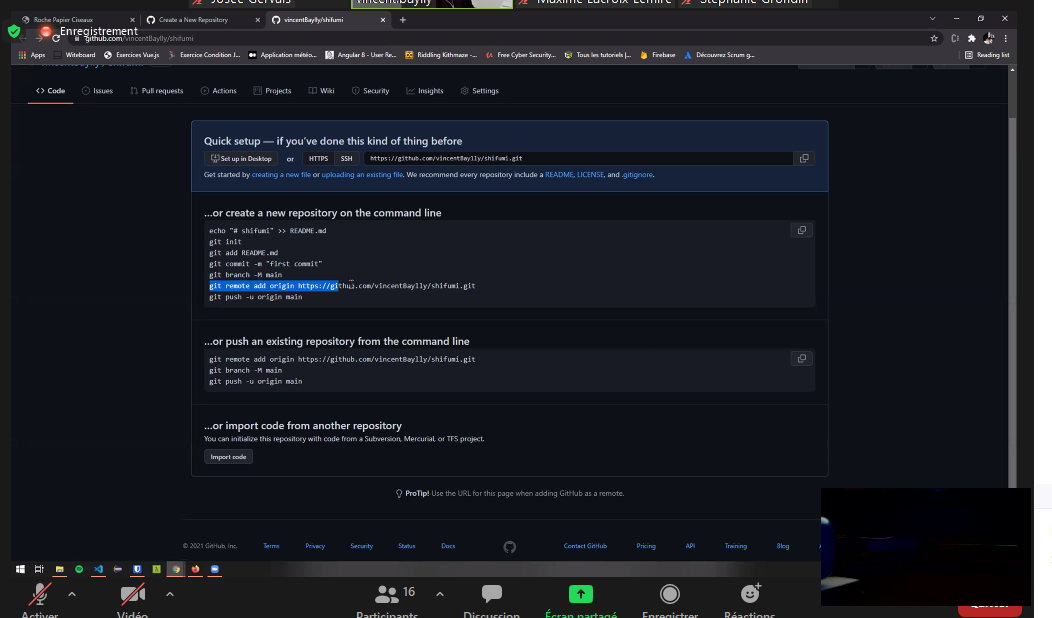 Josée Gervais
vincent.baylly
Maxime Lacroix-Lemire
Stéphanie Grondin
Roche Papier Ciseaux
Create a New Repository
vincentBaylly/shifumi
Enregistrement
github.com/vincentBaylly/shifumi
Apps
Witeboard
Exercices Vue.js
Exercice Condition J...
Application météo...
Angular 8 - User Re...
Riddling Kithmaze -...
Free Cyber Security...
Tous les tutoriels |...
Firebase
Découvrez Scrum g...
Reading list
Code
Issues
Pull requests
Actions
Projects
Wiki
Security
Insights
Settings
Quick setup — if you've done this kind of thing before
Set up in Desktop
or
HTTPS
SSH
https://github.com/vincentBaylly/shifumi.git
Get started by creating a new file or uploading an existing file. We recommend every repository include a README, LICENSE, and .gitignore.
…or create a new repository on the command line
echo "# shifumi" >> README.md
git init
git add README.md
git commit -m "first commit"
git branch -M main
git remote add origin https://github.com/vincentBaylly/shifumi.git
git push -u origin main
…or push an existing repository from the command line
git remote add origin https://github.com/vincentBaylly/shifumi.git
git branch -M main
git push -u origin main
…or import code from another repository
You can initialize this repository with code from a Subversion, Mercurial, or TFS project.
Import code
ProTip! Use the URL for this page when adding GitHub as a remote.
© 2021 GitHub, Inc.
Terms
Privacy
Security
Status
Docs
Contact GitHub
Pricing
API
Training
Blog
16
Activer
Vidéo
Participants
Discussion
Écran partagé
Enregistrer
Réactions
Quitter